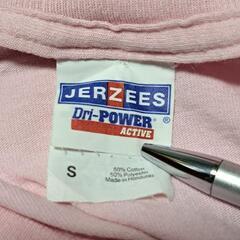 JERZEES
Dri-POWER®
ACTIVE
S
50% Cotton
50% Polyester
Made in Honduras